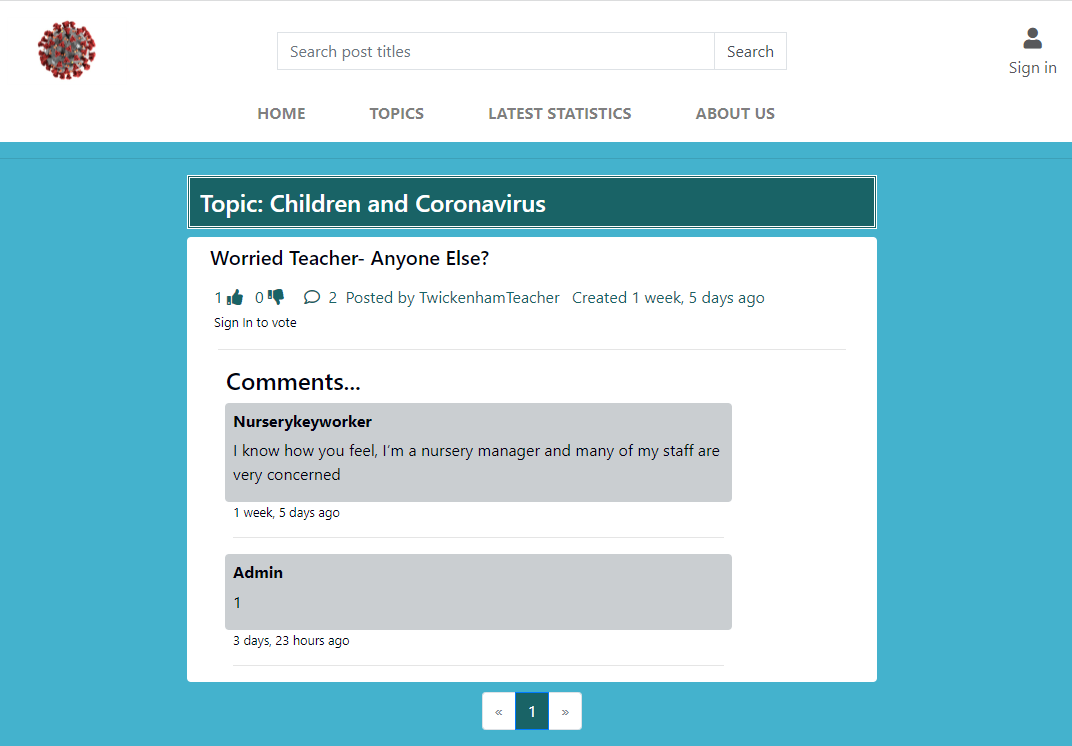 Search post titles
Search
Sign in
HOME
TOPICS
LATEST STATISTICS
ABOUT US
Topic: Children and Coronavirus
Worried Teacher- Anyone Else?
1 0 2 Posted by TwickenhamTeacher Created 1 week, 5 days ago
Sign In to vote
Comments...
Nurserykeyworker
I know how you feel, I'm a nursery manager and many of my staff are
very concerned
1 week, 5 days ago
Admin
1
3 days, 23 hours ago
« 1 »